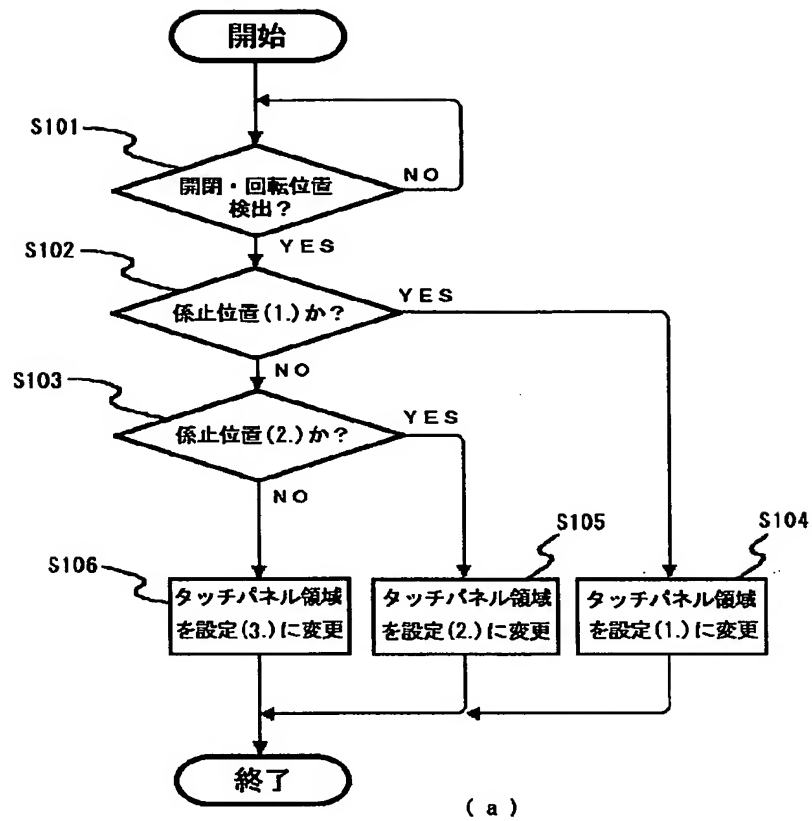 開始
S101
開閉・回転位置
検出?
NO
YES
S102
係止位置(1.)か?
YES
NO
S103
係止位置(2.)か?
YES
NO
S106
タッチパネル領域
を設定(3.)に変更
S105
タッチパネル領域
を設定(2.)に変更
S104
タッチパネル領域
を設定(1.)に変更
終了
(a)